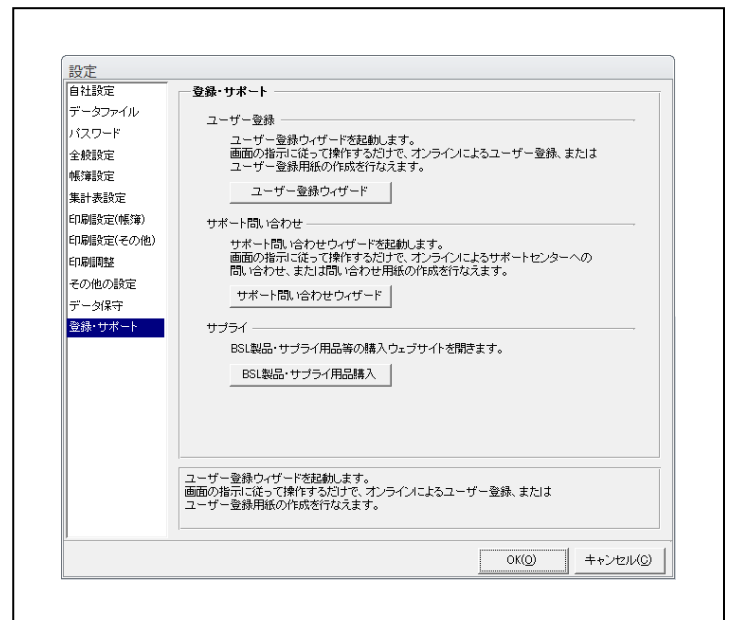 設定
自社設定
データファイル
パスワード
全般設定
帳簿設定
集計表設定
印刷設定(帳簿)
印刷設定(その他)
印刷調整
その他の設定
データ保守
登録・サポート
登録・サポート
ユーザー登録
ユーザー登録ウィザードを起動します。
画面の指示に従って操作するだけで、オンラインによるユーザー登録、または
ユーザー登録用紙の作成を行なえます。
ユーザー登録ウィザード
サポート問い合わせ
サポート問い合わせウィザードを起動します。
画面の指示に従って操作するだけで、オンラインによるサポートセンターへの
問い合わせ、または問い合わせ用紙の作成を行なえます。
サポート問い合わせウィザード
サプライ
BSL製品・サプライ用品等の購入ウェブサイトを開きます。
BSL製品・サプライ用品購入
ユーザー登録ウィザードを起動します。
画面の指示に従って操作するだけで、オンラインによるユーザー登録、または
ユーザー登録用紙の作成を行なえます。
OK(O)
キャンセル(C)